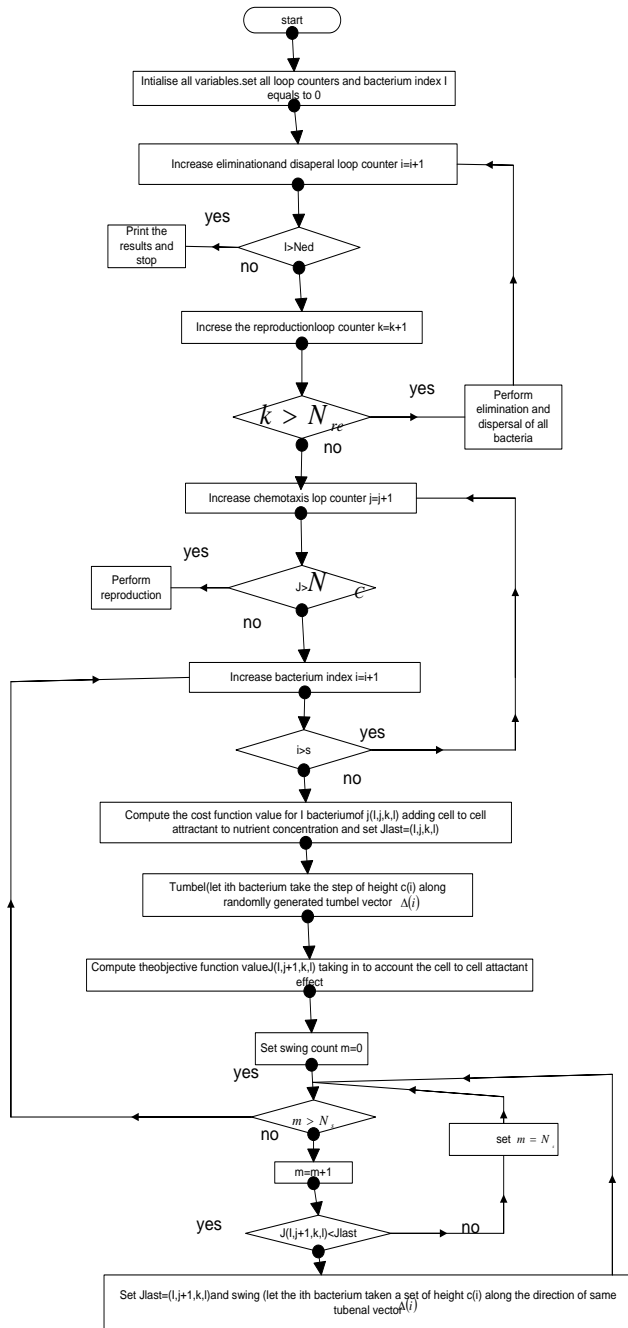 start
Intialise all variables.set all loop counters and bacterium index I
equals to 0
Increase eliminationand disaperal loop counter i=i+1
yes
Print the
results and
stop
I>Ned
no
Increse the reproductionloop counter k=k+1
yes
k > N re
Perform
elimination and
dispersal of all
bacteria
no
Increase chemotaxis lop counter j=j+1
yes
Perform
reproduction
J>N C
no
Increase bacterium index i=i+1
yes
i>s
no
Compute the cost function value for I bacteriumof j(I,j,k,l) adding cell to cell
attractant to nutrient concentration and set Jlast=(I,j,k,l)
Tumbel(let ith bacterium take the step of height c(i) along
randomlly generated tumbel vector Δ(i)
Compute theobjective function valueJ(I,j+1,k,l) taking in to account the cell to cell attactant
effect
Set swing count m=0
yes
m > N s
no
set m = N s
m=m+1
yes
J(I,j+1,k,l)<Jlast
no
Set Jlast=(I,j+1,k,l)and swing (let the ith bacterium taken a set of height c(i) along the direction of same
tubenal vector Δ(i)